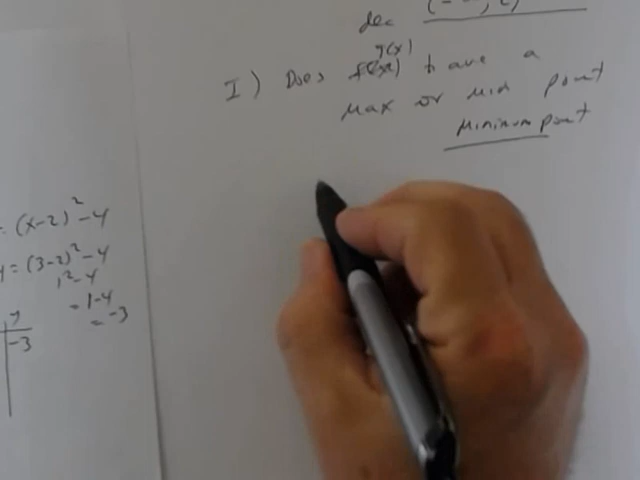 dec (-∞, 2)
g(x)
I) Does f(x) have a
Max or Min point
Minimum point
= (x-2)² -4
y = (3-2)² -4
1² -4
= 1-4
= -3
y
-3